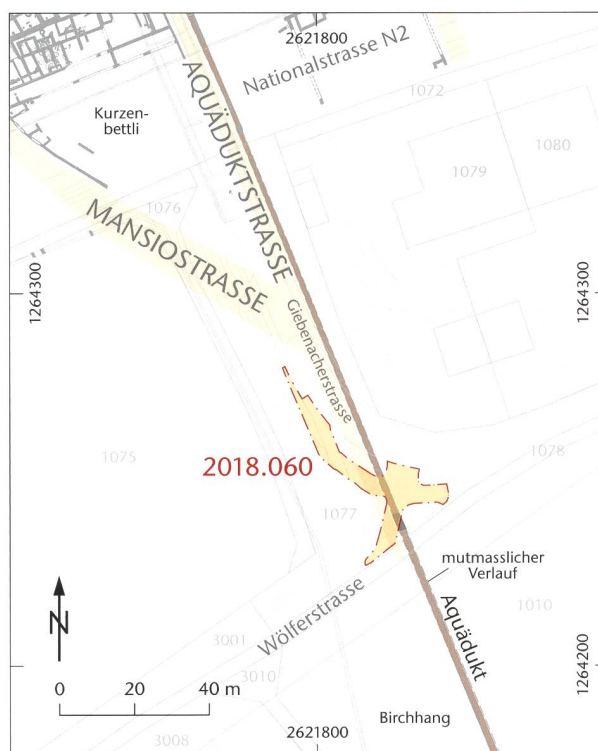 2621800
Nationalstrasse N2
1072
Kurzen-
bettli
AQUÄDUKTSTRASSE
1080
1079
1076
MANSIOSTRASSE
1264300
1264300
Giebenacherstrasse
1075
2018.060
1078
1077
mutmasslicher
Verlauf
1010
Aquädukt
Wölferstrasse
3001
3010
N
1264200
0 20 40 m
Birchhang
2621800
3008